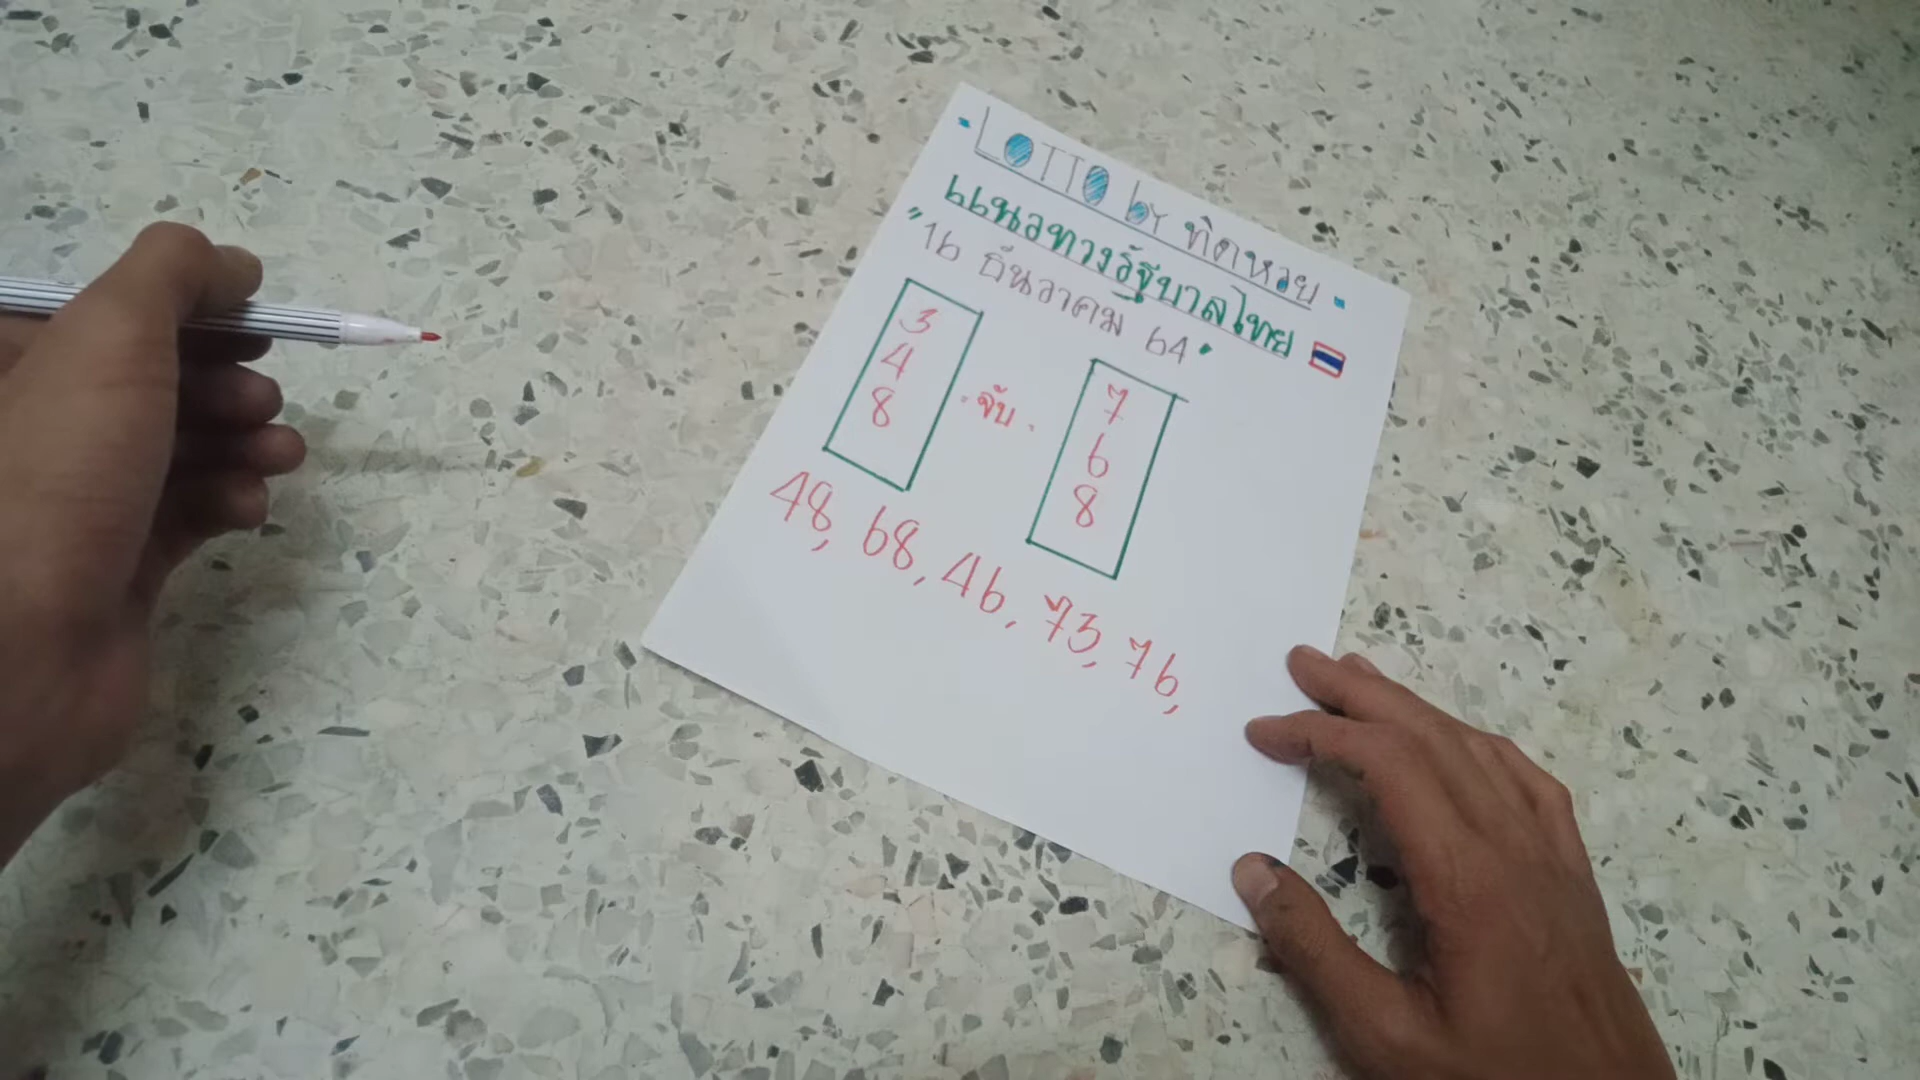 LOTTO by ทิดหวย
แนวทางรัฐบาลไทย
"16 ธันวาคม 64"
3
4
8
จับ
7
6
8
48, 68, 46, 73, 76,